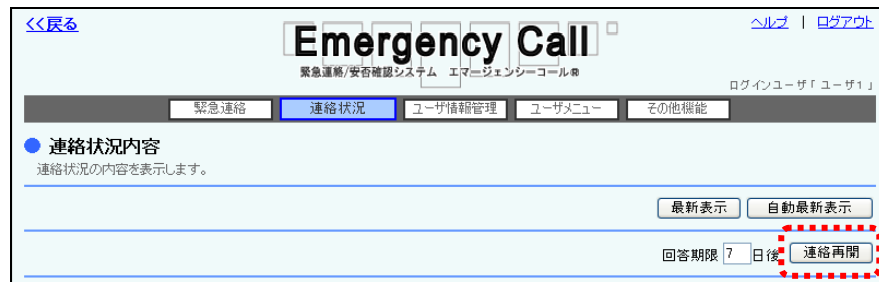 <<戻る
ヘルプ | ログアウト
Emergency Call
緊急連絡/安否確認システム エマージェンシーコール®
ログインユーザ「ユーザ1」
緊急連絡 連絡状況 ユーザ情報管理 ユーザメニュー その他機能
連絡状況内容
連絡状況の内容を表示します。
最新表示 自動最新表示
回答期限 7 日後 連絡再開